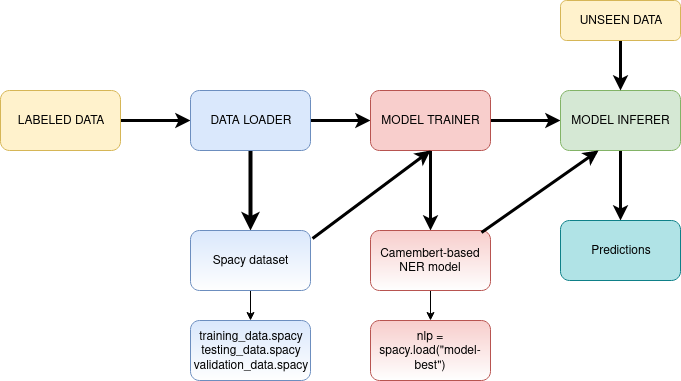 UNSEEN DATA
LABELED DATA
DATA LOADER
MODEL TRAINER
MODEL INFERER
Spacy dataset
Camembert-based
NER model
Predictions
training_data.spacy
testing_data.spacy
validation_data.spacy
nlp =
spacy.load("model-
best")